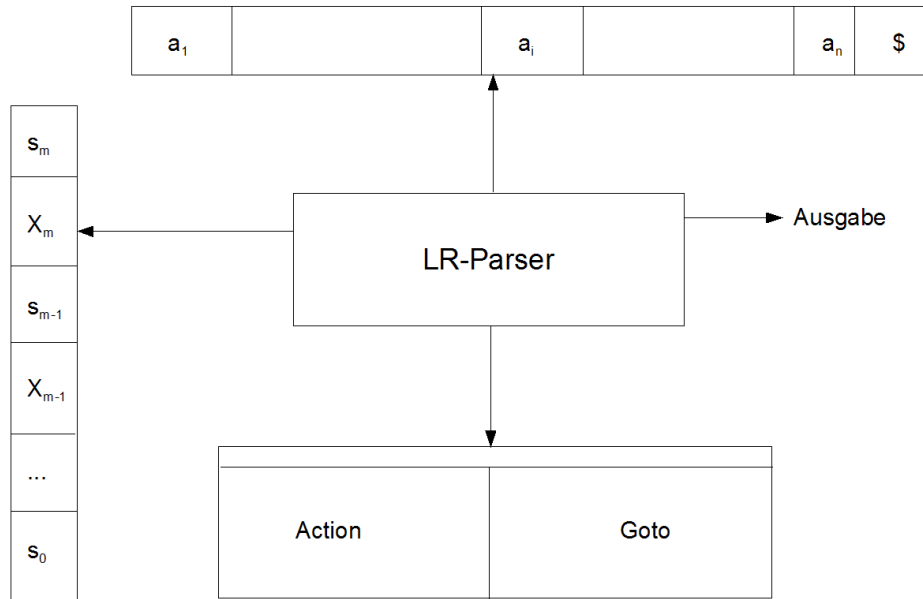 a₁ aᵢ aₙ $
sₘ
Xₘ
sₘ₋₁
Xₘ₋₁
...
s₀
LR-Parser
Ausgabe
Action Goto